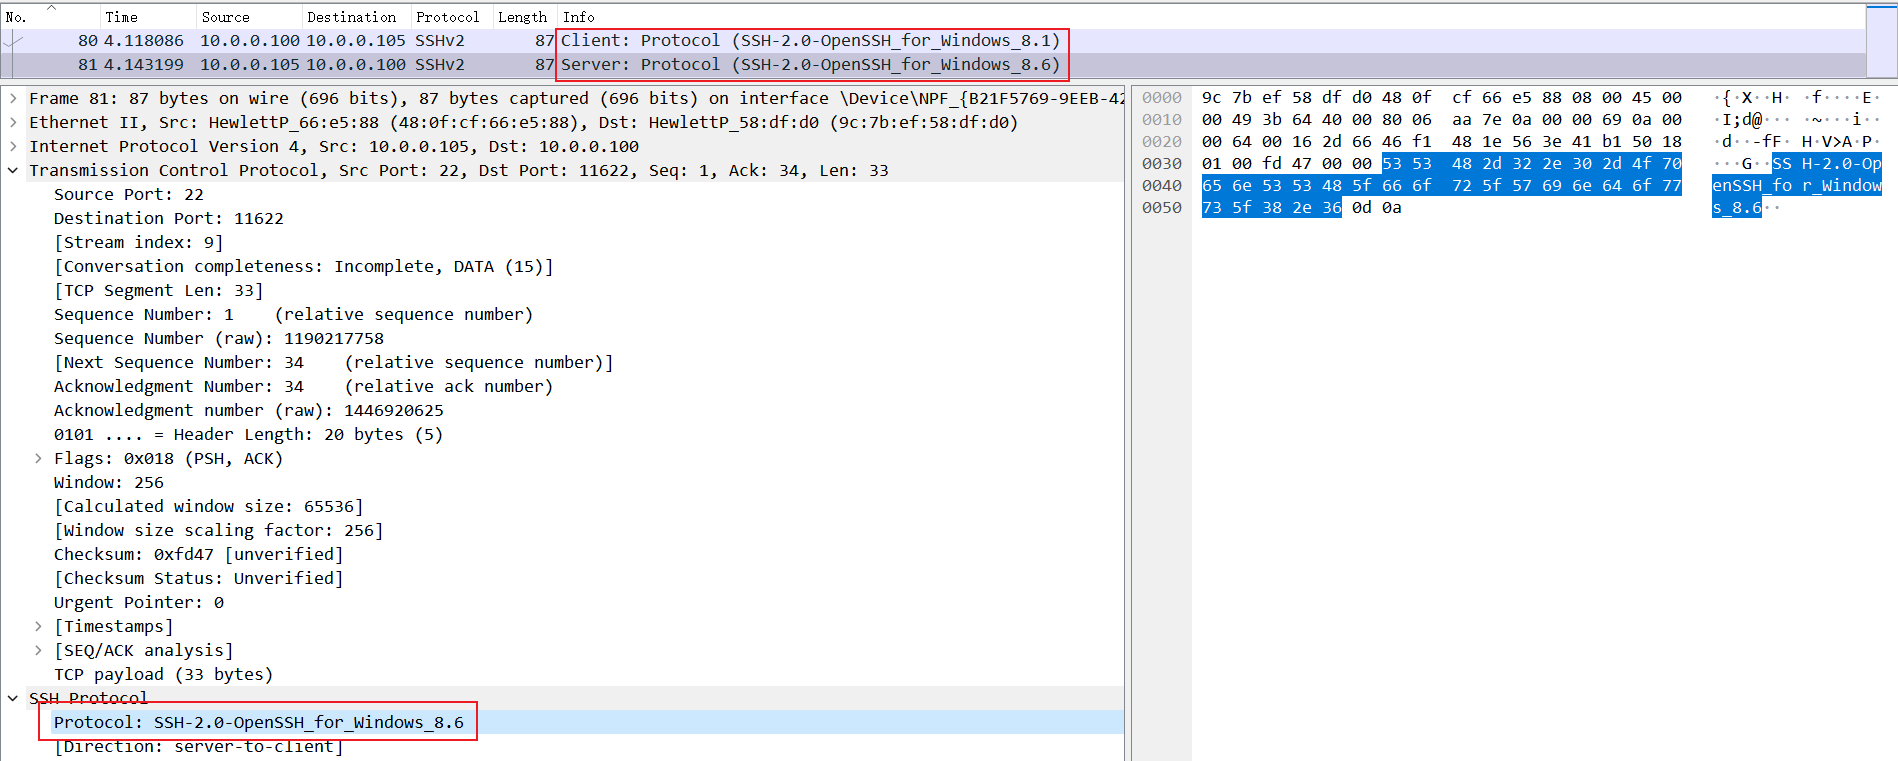 No. Time Source Destination Protocol Length Info
80 4.118086 10.0.0.100 10.0.0.105 SSHv2 87 Client: Protocol (SSH-2.0-OpenSSH_for_Windows_8.1)
81 4.143199 10.0.0.105 10.0.0.100 SSHv2 87 Server: Protocol (SSH-2.0-OpenSSH_for_Windows_8.6)
Frame 81: 87 bytes on wire (696 bits), 87 bytes captured (696 bits) on interface \Device\NPF_{B21F5769-9EEB-42
Ethernet II, Src: HewlettP_66:e5:88 (48:0f:cf:66:e5:88), Dst: HewlettP_58:df:d0 (9c:7b:ef:58:df:d0)
Internet Protocol Version 4, Src: 10.0.0.105, Dst: 10.0.0.100
Transmission Control Protocol, Src Port: 22, Dst Port: 11622, Seq: 1, Ack: 34, Len: 33
Source Port: 22
Destination Port: 11622
[Stream index: 9]
[Conversation completeness: Incomplete, DATA (15)]
[TCP Segment Len: 33]
Sequence Number: 1    (relative sequence number)
Sequence Number (raw): 1190217758
[Next Sequence Number: 34    (relative sequence number)]
Acknowledgment Number: 34    (relative ack number)
Acknowledgment number (raw): 1446920625
0101 .... = Header Length: 20 bytes (5)
Flags: 0x018 (PSH, ACK)
Window: 256
[Calculated window size: 65536]
[Window size scaling factor: 256]
Checksum: 0xfd47 [unverified]
[Checksum Status: Unverified]
Urgent Pointer: 0
[Timestamps]
[SEQ/ACK analysis]
TCP payload (33 bytes)
SSH Protocol
Protocol: SSH-2.0-OpenSSH_for_Windows_8.6
[Direction: server-to-client]
0000 9c 7b ef 58 df d0 48 0f cf 66 e5 88 08 00 45 00 ·{·X··H· ·f····E·
0010 00 49 3b 64 40 00 80 06 aa 7e 0a 00 00 69 0a 00 ·I;d@··· ·~···i··
0020 00 64 00 16 2d 66 46 f1 48 1e 56 3e 41 b1 50 18 ·d··-fF· H·V>A·P·
0030 01 00 fd 47 00 00 53 53 48 2d 32 2e 30 2d 4f 70 ···G··SS H-2.0-Op
0040 65 6e 53 53 48 5f 66 6f 72 5f 57 69 6e 64 6f 77 enSSH_fo r_Window
0050 73 5f 38 2e 36 0d 0a s_8.6··